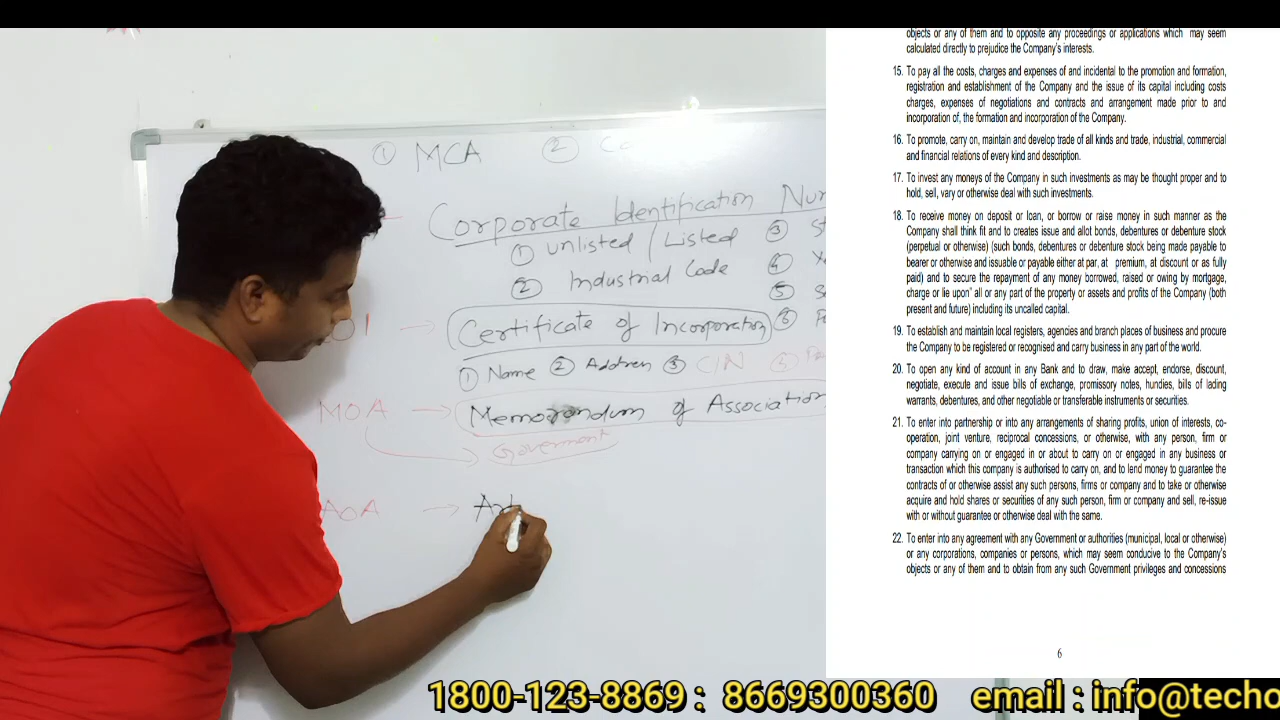 ① MCA ②
Corporate Identification
① unlisted / Listed ③
② Industrial Code ④
⑤
→ Certificate of Incorporation ⑥
① Name ② Address ③ CIN
MOA → Memorandum of Association
Goverment
AOA →
objects or any of them and to opposite any proceedings or applications which may seem
calculated directly to prejudice the Company's interests.
15. To pay all the costs, charges and expenses of and incidental to the promotion and formation,
registration and establishment of the Company and the issue of its capital including costs
charges, expenses of negotiations and contracts and arrangement made prior to and
incorporation of, the formation and incorporation of the Company.
16. To promote, carry on, maintain and develop trade of all kinds and trade, industrial, commercial
and financial relations of every kind and description.
17. To invest any moneys of the Company in such investments as may be thought proper and to
hold, sell, vary or otherwise deal with such investments.
18. To receive money on deposit or loan, or borrow or raise money in such manner as the
Company shall think fit and to creates issue and allot bonds, debentures or debenture stock
(perpetual or otherwise) (such bonds, debentures or debenture stock being made payable to
bearer or otherwise and issuable or payable either at par, at premium, at discount or as fully
paid) and to secure the repayment of any money borrowed, raised or owing by mortgage,
charge or lie upon" all or any part of the property or assets and profits of the Company (both
present and future) including its uncalled capital.
19. To establish and maintain local registers, agencies and branch places of business and procure
the Company to be registered or recognised and carry business in any part of the world.
20. To open any kind of account in any Bank and to draw, make accept, endorse, discount,
negotiate, execute and issue bills of exchange, promissory notes, hundies, bills of lading
warrants, debentures, and other negotiable or transferable instruments or securities.
21. To enter into partnership or into any arrangements of sharing profits, union of interests, co-
operation, joint venture, reciprocal concessions, or otherwise, with any person, firm or
company carrying on or engaged in or about to carry on or engaged in any business or
transaction which this company is authorised to carry on, and to lend money to guarantee the
contracts of or otherwise assist any such persons, firms or company and to take or otherwise
acquire and hold shares or securities of any such person, firm or company and sell, re-issue
with or without guarantee or otherwise deal with the same.
22. To enter into any agreement with any Government or authorities (municipal, local or otherwise)
or any corporations, companies or persons, which may seem conducive to the Company's
objects or any of them and to obtain from any such Government privileges and concessions
6
1800-123-8869 : 8669300360 email : info@techo